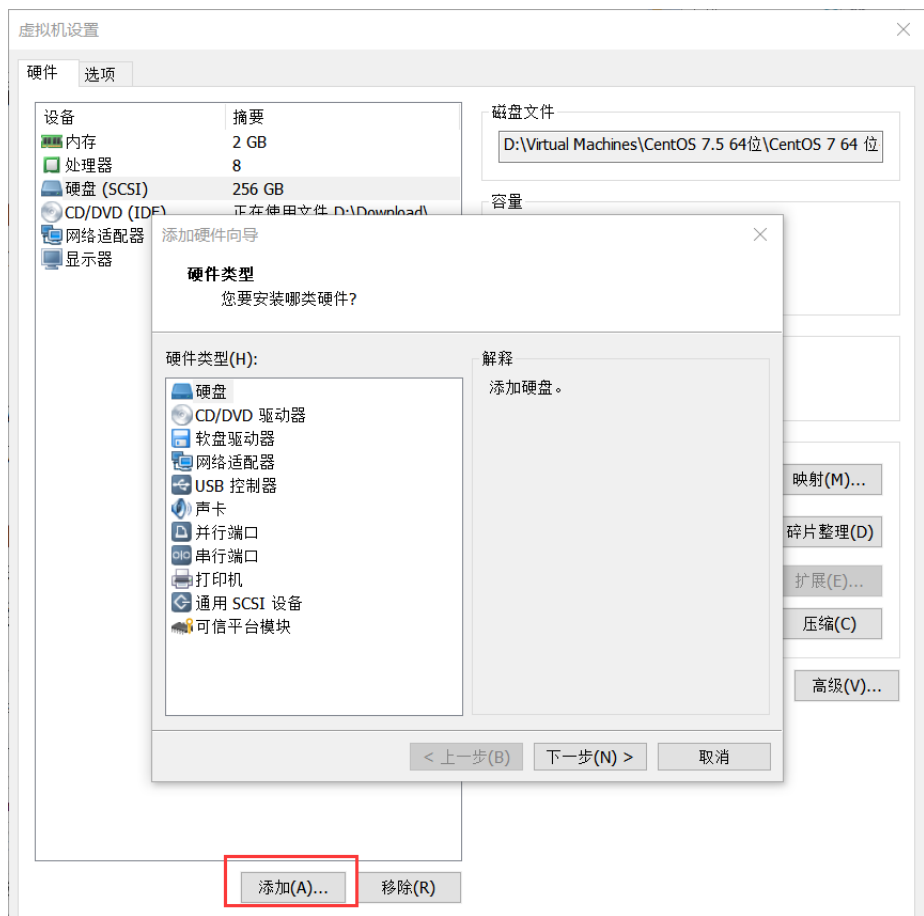 虚拟机设置
硬件 选项
设备 摘要
内存 2 GB
处理器 8
硬盘 (SCSI) 256 GB
CD/DVD (IDE) 正在使用文件 D:\Download\
网络适配器
显示器
磁盘文件
D:\Virtual Machines\CentOS 7.5 64位\CentOS 7 64 位
容量
添加硬件向导
硬件类型
您要安装哪类硬件?
硬件类型(H):
硬盘
CD/DVD 驱动器
软盘驱动器
网络适配器
USB 控制器
声卡
并行端口
串行端口
打印机
通用 SCSI 设备
可信平台模块
解释
添加硬盘。
< 上一步(B) 下一步(N) > 取消
映射(M)...
碎片整理(D)
扩展(E)...
压缩(C)
高级(V)...
添加(A)... 移除(R)